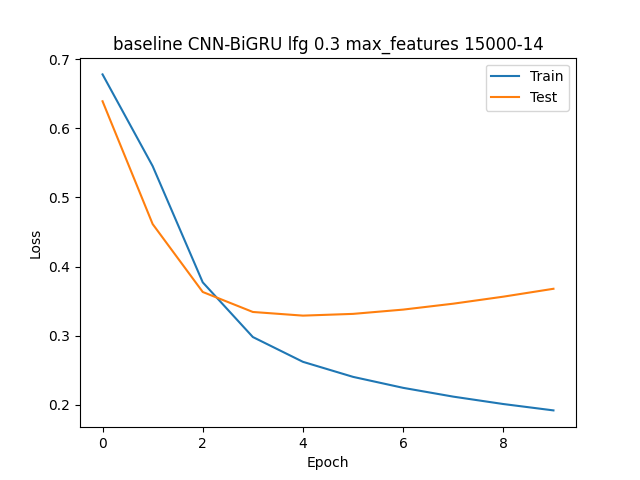 baseline CNN-BiGRU lfg 0.3 max_features 15000-14
Train
Test
Loss
0.7
0.6
0.5
0.4
0.3
0.2
0 2 4 6 8
Epoch